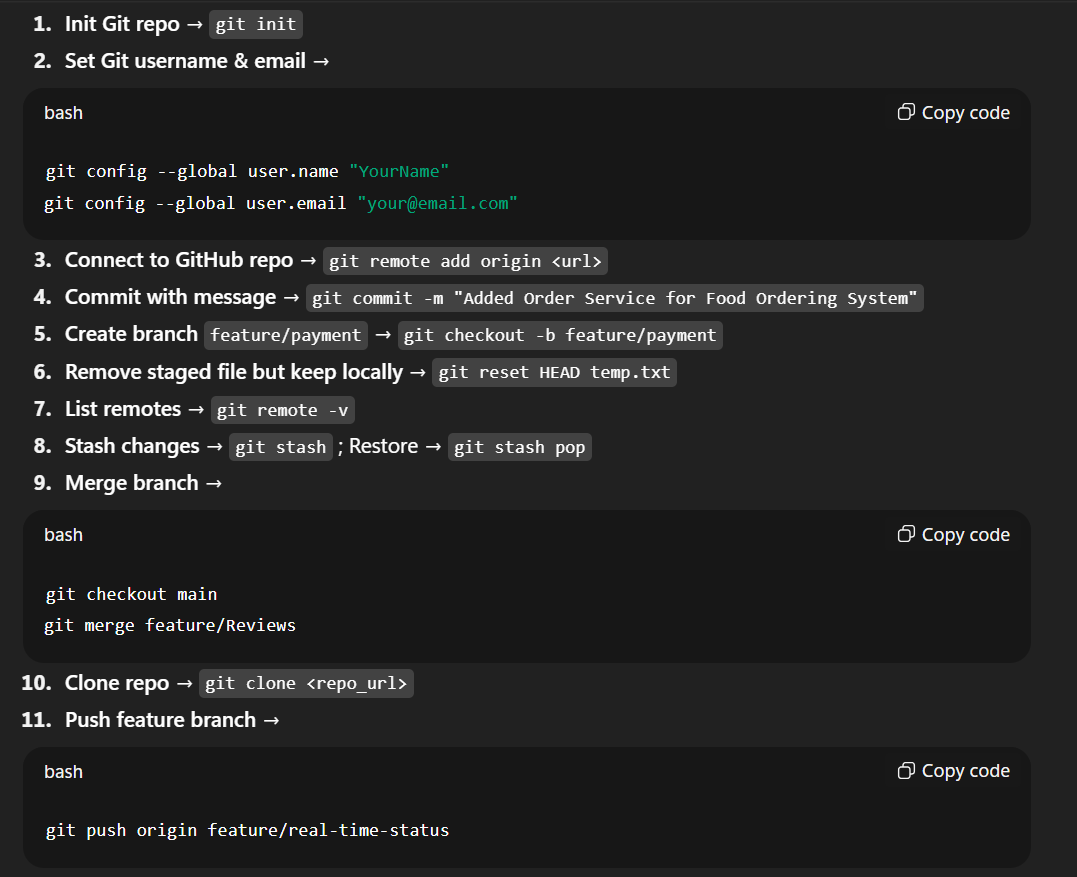 1. Init Git repo → git init
2. Set Git username & email →
bash
Copy code
git config --global user.name "YourName"
git config --global user.email "your@email.com"
3. Connect to GitHub repo → git remote add origin <url>
4. Commit with message → git commit -m "Added Order Service for Food Ordering System"
5. Create branch feature/payment → git checkout -b feature/payment
6. Remove staged file but keep locally → git reset HEAD temp.txt
7. List remotes → git remote -v
8. Stash changes → git stash ; Restore → git stash pop
9. Merge branch →
bash
Copy code
git checkout main
git merge feature/Reviews
10. Clone repo → git clone <repo_url>
11. Push feature branch →
bash
Copy code
git push origin feature/real-time-status